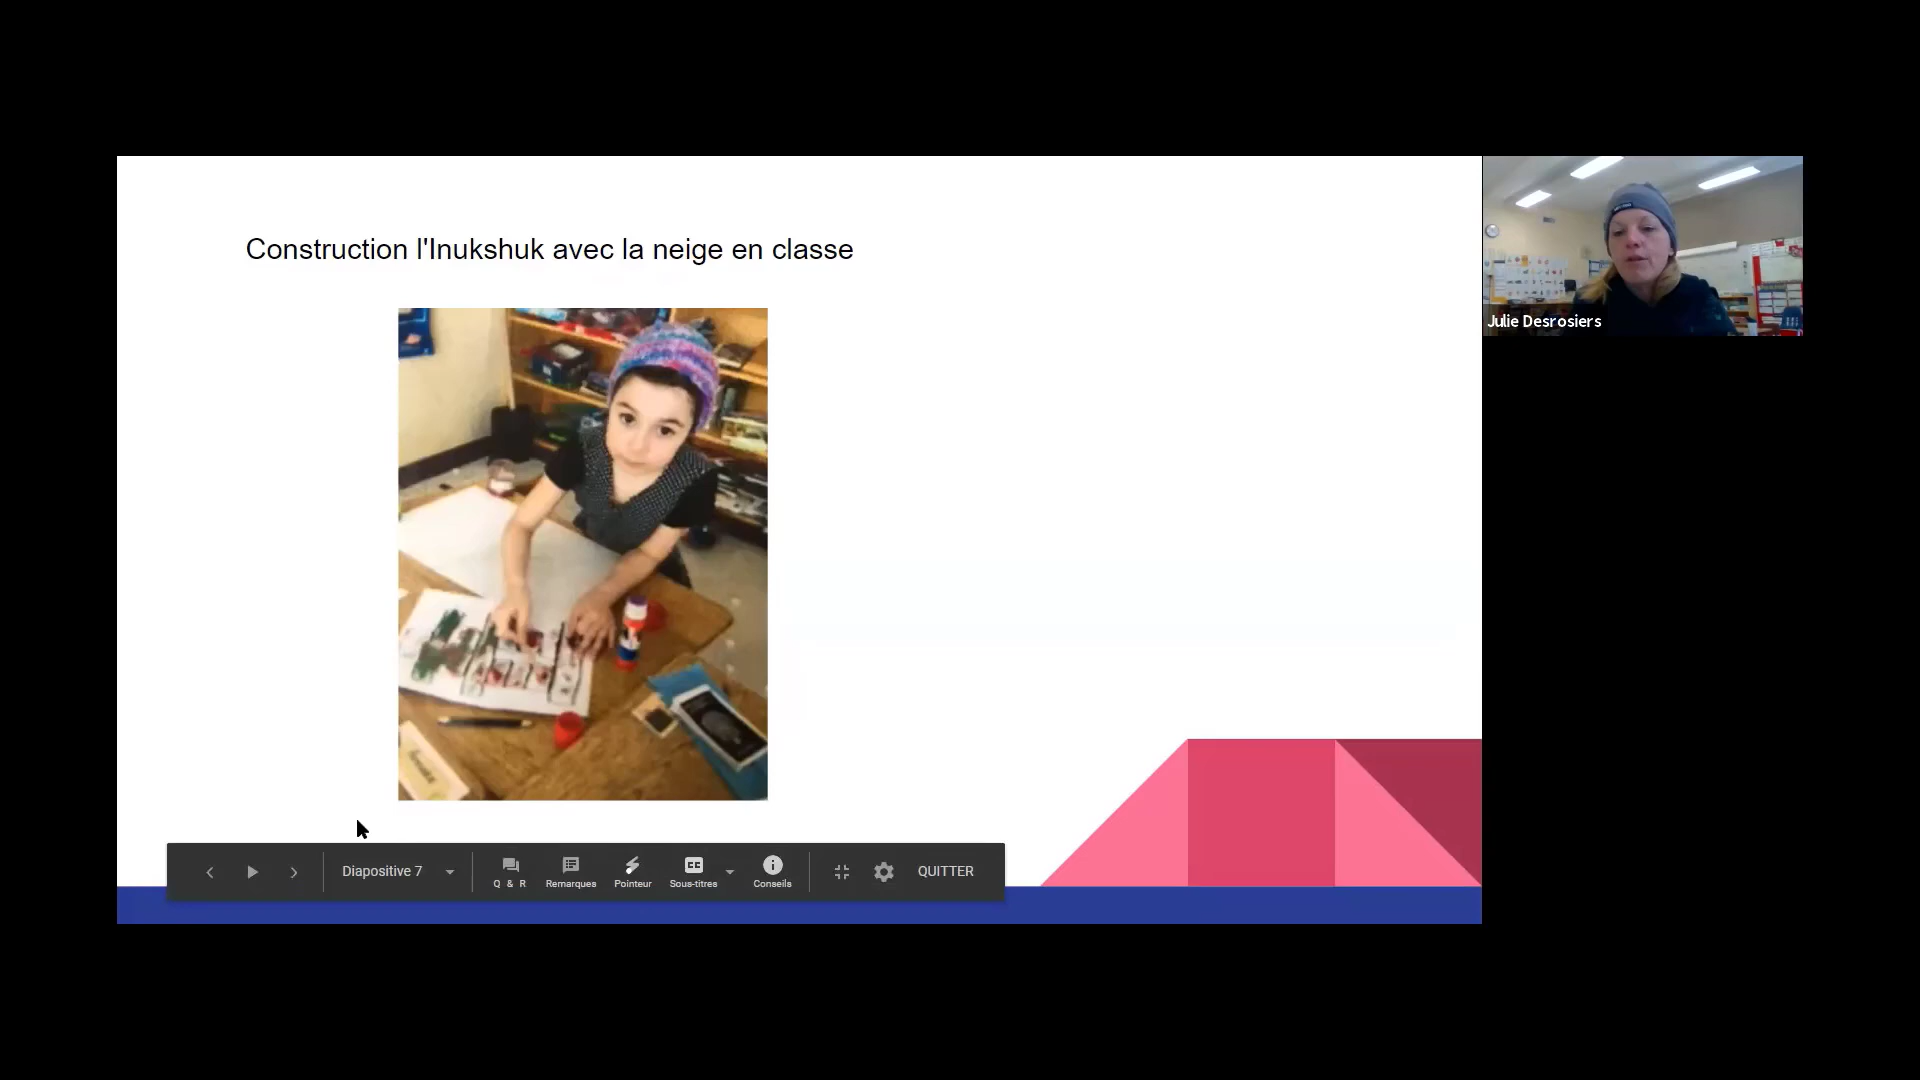 Construction l'Inukshuk avec la neige en classe
Julie Desrosiers
Diapositive 7
Q & R
Remarques
Pointeur
Sous-titres
Conseils
QUITTER